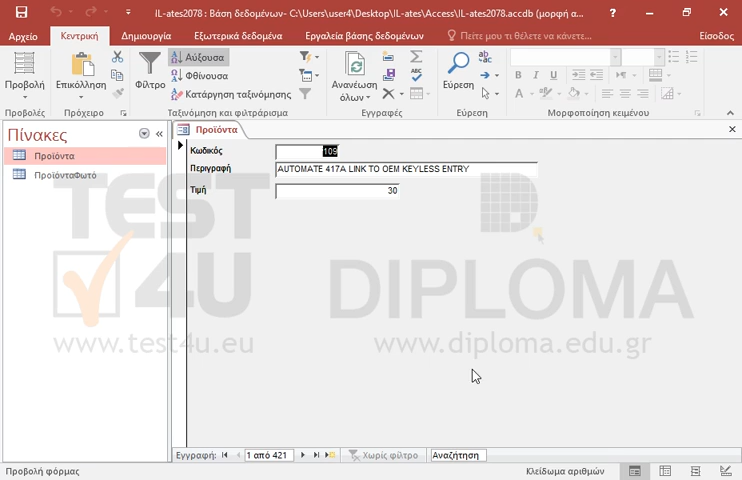 IL-ates2078 : Βάση δεδομένων- C:\Users\user4\Desktop\IL-ates\Access\IL-ates2078.accdb (μορφή α...
Αρχείο Κεντρική Δημιουργία Εξωτερικά δεδομένα Εργαλεία βάσης δεδομένων Πείτε μου τι θέλετε να κάνετε... Είσοδος
Προβολή Επικόλληση Φίλτρο Αύξουσα Φθίνουσα Κατάργηση ταξινόμησης Ανανέωση όλων Εύρεση
Προβολές Πρόχειρο Ταξινόμηση και φιλτράρισμα Εγγραφές Εύρεση Μορφοποίηση κειμένου
Πίνακες
Προϊόντα
ΠροϊόνταΦωτό
Προϊόντα
Κωδικός 109
Περιγραφή AUTOMATE 417A LINK TO OEM KEYLESS ENTRY
Τιμή 30
TEST 4U
www.test4u.eu
DIPLOMA
www.diploma.edu.gr
Εγγραφή: 1 από 421 Χωρίς φίλτρο Αναζήτηση
Προβολή φόρμας Κλείδωμα αριθμών